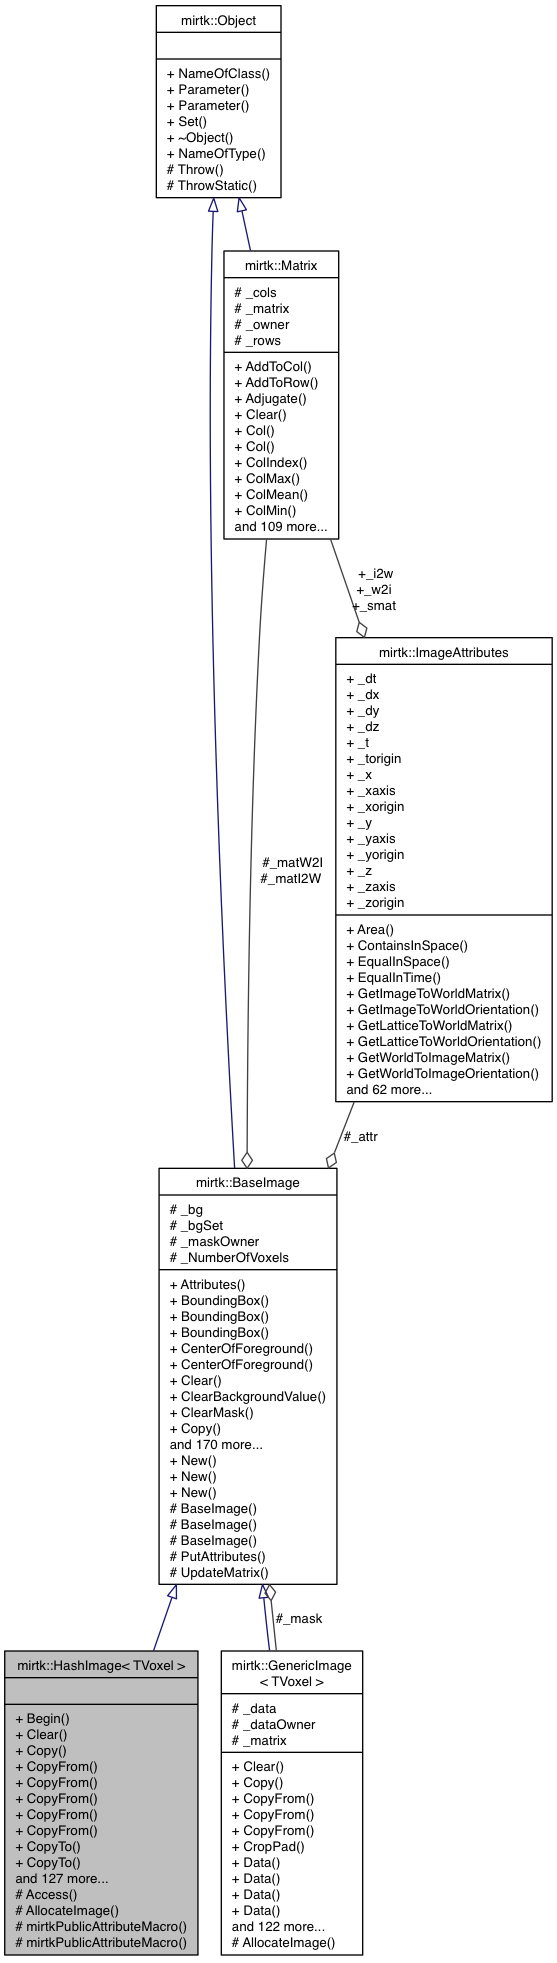 mirtk::Object
+ NameOfClass()
+ Parameter()
+ Parameter()
+ Set()
+ ~Object()
+ NameOfType()
# Throw()
# ThrowStatic()
mirtk::Matrix
# _cols
# _matrix
# _owner
# _rows
+ AddToCol()
+ AddToRow()
+ Adjugate()
+ Clear()
+ Col()
+ Col()
+ ColIndex()
+ ColMax()
+ ColMean()
+ ColMin()
and 109 more...
+_i2w
+_w2i
+_smat
mirtk::ImageAttributes
+ _dt
+ _dx
+ _dy
+ _dz
+ _t
+ _torigin
+ _x
+ _xaxis
+ _xorigin
+ _y
+ _yaxis
+ _yorigin
+ _z
+ _zaxis
+ _zorigin
+ Area()
+ ContainsInSpace()
+ EqualInSpace()
+ EqualInTime()
+ GetImageToWorldMatrix()
+ GetImageToWorldOrientation()
+ GetLatticeToWorldMatrix()
+ GetLatticeToWorldOrientation()
+ GetWorldToImageMatrix()
+ GetWorldToImageOrientation()
and 62 more...
#_matW2I
#_matI2W
#_attr
mirtk::BaseImage
# _bg
# _bgSet
# _maskOwner
# _NumberOfVoxels
+ Attributes()
+ BoundingBox()
+ BoundingBox()
+ BoundingBox()
+ CenterOfForeground()
+ CenterOfForeground()
+ Clear()
+ ClearBackgroundValue()
+ ClearMask()
+ Copy()
and 170 more...
+ New()
+ New()
+ New()
# BaseImage()
# BaseImage()
# BaseImage()
# PutAttributes()
# UpdateMatrix()
#_mask
mirtk::HashImage< TVoxel >
+ Begin()
+ Clear()
+ Copy()
+ CopyFrom()
+ CopyFrom()
+ CopyFrom()
+ CopyFrom()
+ CopyFrom()
+ CopyTo()
+ CopyTo()
and 127 more...
# Access()
# AllocateImage()
# mirtkPublicAttributeMacro()
# mirtkPublicAttributeMacro()
mirtk::GenericImage
< TVoxel >
# _data
# _dataOwner
# _matrix
+ Clear()
+ Copy()
+ CopyFrom()
+ CopyFrom()
+ CopyFrom()
+ CropPad()
+ Data()
+ Data()
+ Data()
+ Data()
and 122 more...
# AllocateImage()